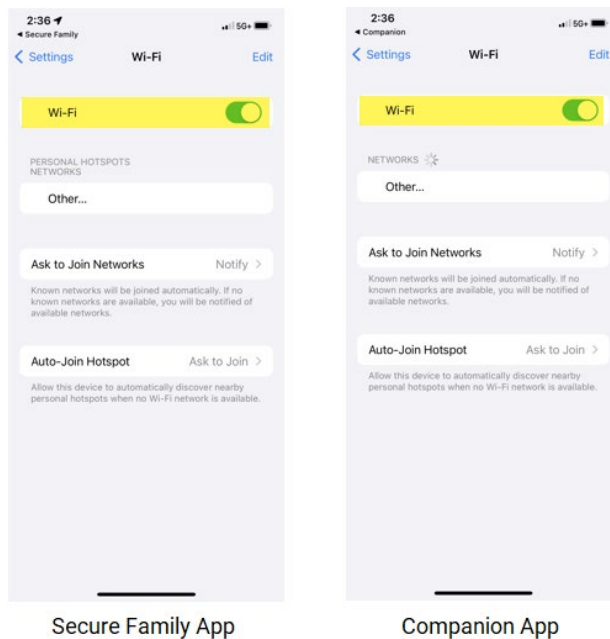 2:36
5G+
◀ Secure Family
Settings
Wi-Fi
Edit
Wi-Fi
PERSONAL HOTSPOTS
NETWORKS
Other...
Ask to Join Networks
Notify >
Known networks will be joined automatically. If no
known networks are available, you will be notified of
available networks.
Auto-Join Hotspot
Ask to Join >
Allow this device to automatically discover nearby
personal hotspots when no Wi-Fi network is available.
Secure Family App
2:36
5G+
◀ Companion
Settings
Wi-Fi
Edit
Wi-Fi
NETWORKS
Other...
Ask to Join Networks
Notify >
Known networks will be joined automatically. If no
known networks are available, you will be notified of
available networks.
Auto-Join Hotspot
Ask to Join >
Allow this device to automatically discover nearby
personal hotspots when no Wi-Fi network is available.
Companion App